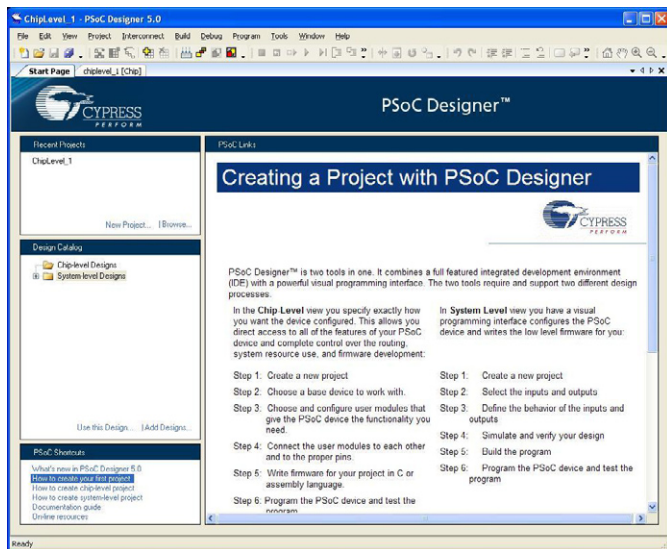 ChipLevel_1 - PSoC Designer 5.0
File Edit View Project Interconnect Build Debug Program Tools Window Help
Start Page chiplevel_1 [Chip]
CYPRESS
PERFORM
PSoC Designer™
Recent Projects
ChipLevel_1
New Project... | Browse...
Design Catalog
Chip-level Designs
System-level Designs
Use this Design... | Add Designs...
PSoC Shortcuts
What's new in PSoC Designer 5.0
How to create your first project
How to create chip-level project
How to create system-level project
Documentation guide
Online resources
PSoC Links
Creating a Project with PSoC Designer
CYPRESS
PERFORM
PSoC Designer™ is two tools in one. It combines a full featured integrated development environment
(IDE) with a powerful visual programming interface. The two tools require and support two different design
processes.
In the Chip-Level view you specify exactly how
you want the device configured. This allows you
direct access to all of the features of your PSoC
device and complete control over the routing,
system resource use, and firmware development:
Step 1: Create a new project
Step 2: Choose a base device to work with.
Step 3: Choose and configure user modules that
give the PSoC device the functionality you
need.
Step 4: Connect the user modules to each other
and to the proper pins.
Step 5: Write firmware for your project in C or
assembly language.
Step 6: Program the PSoC device and test the
program
In System Level view you have a visual
programming interface configures the PSoC
device and writes the low level firmware for you:
Step 1: Create a new project
Step 2: Select the inputs and outputs
Step 3: Define the behavior of the inputs and
outputs
Step 4: Simulate and verify your design
Step 5: Build the program
Step 6: Program the PSoC device and test the
program
Ready